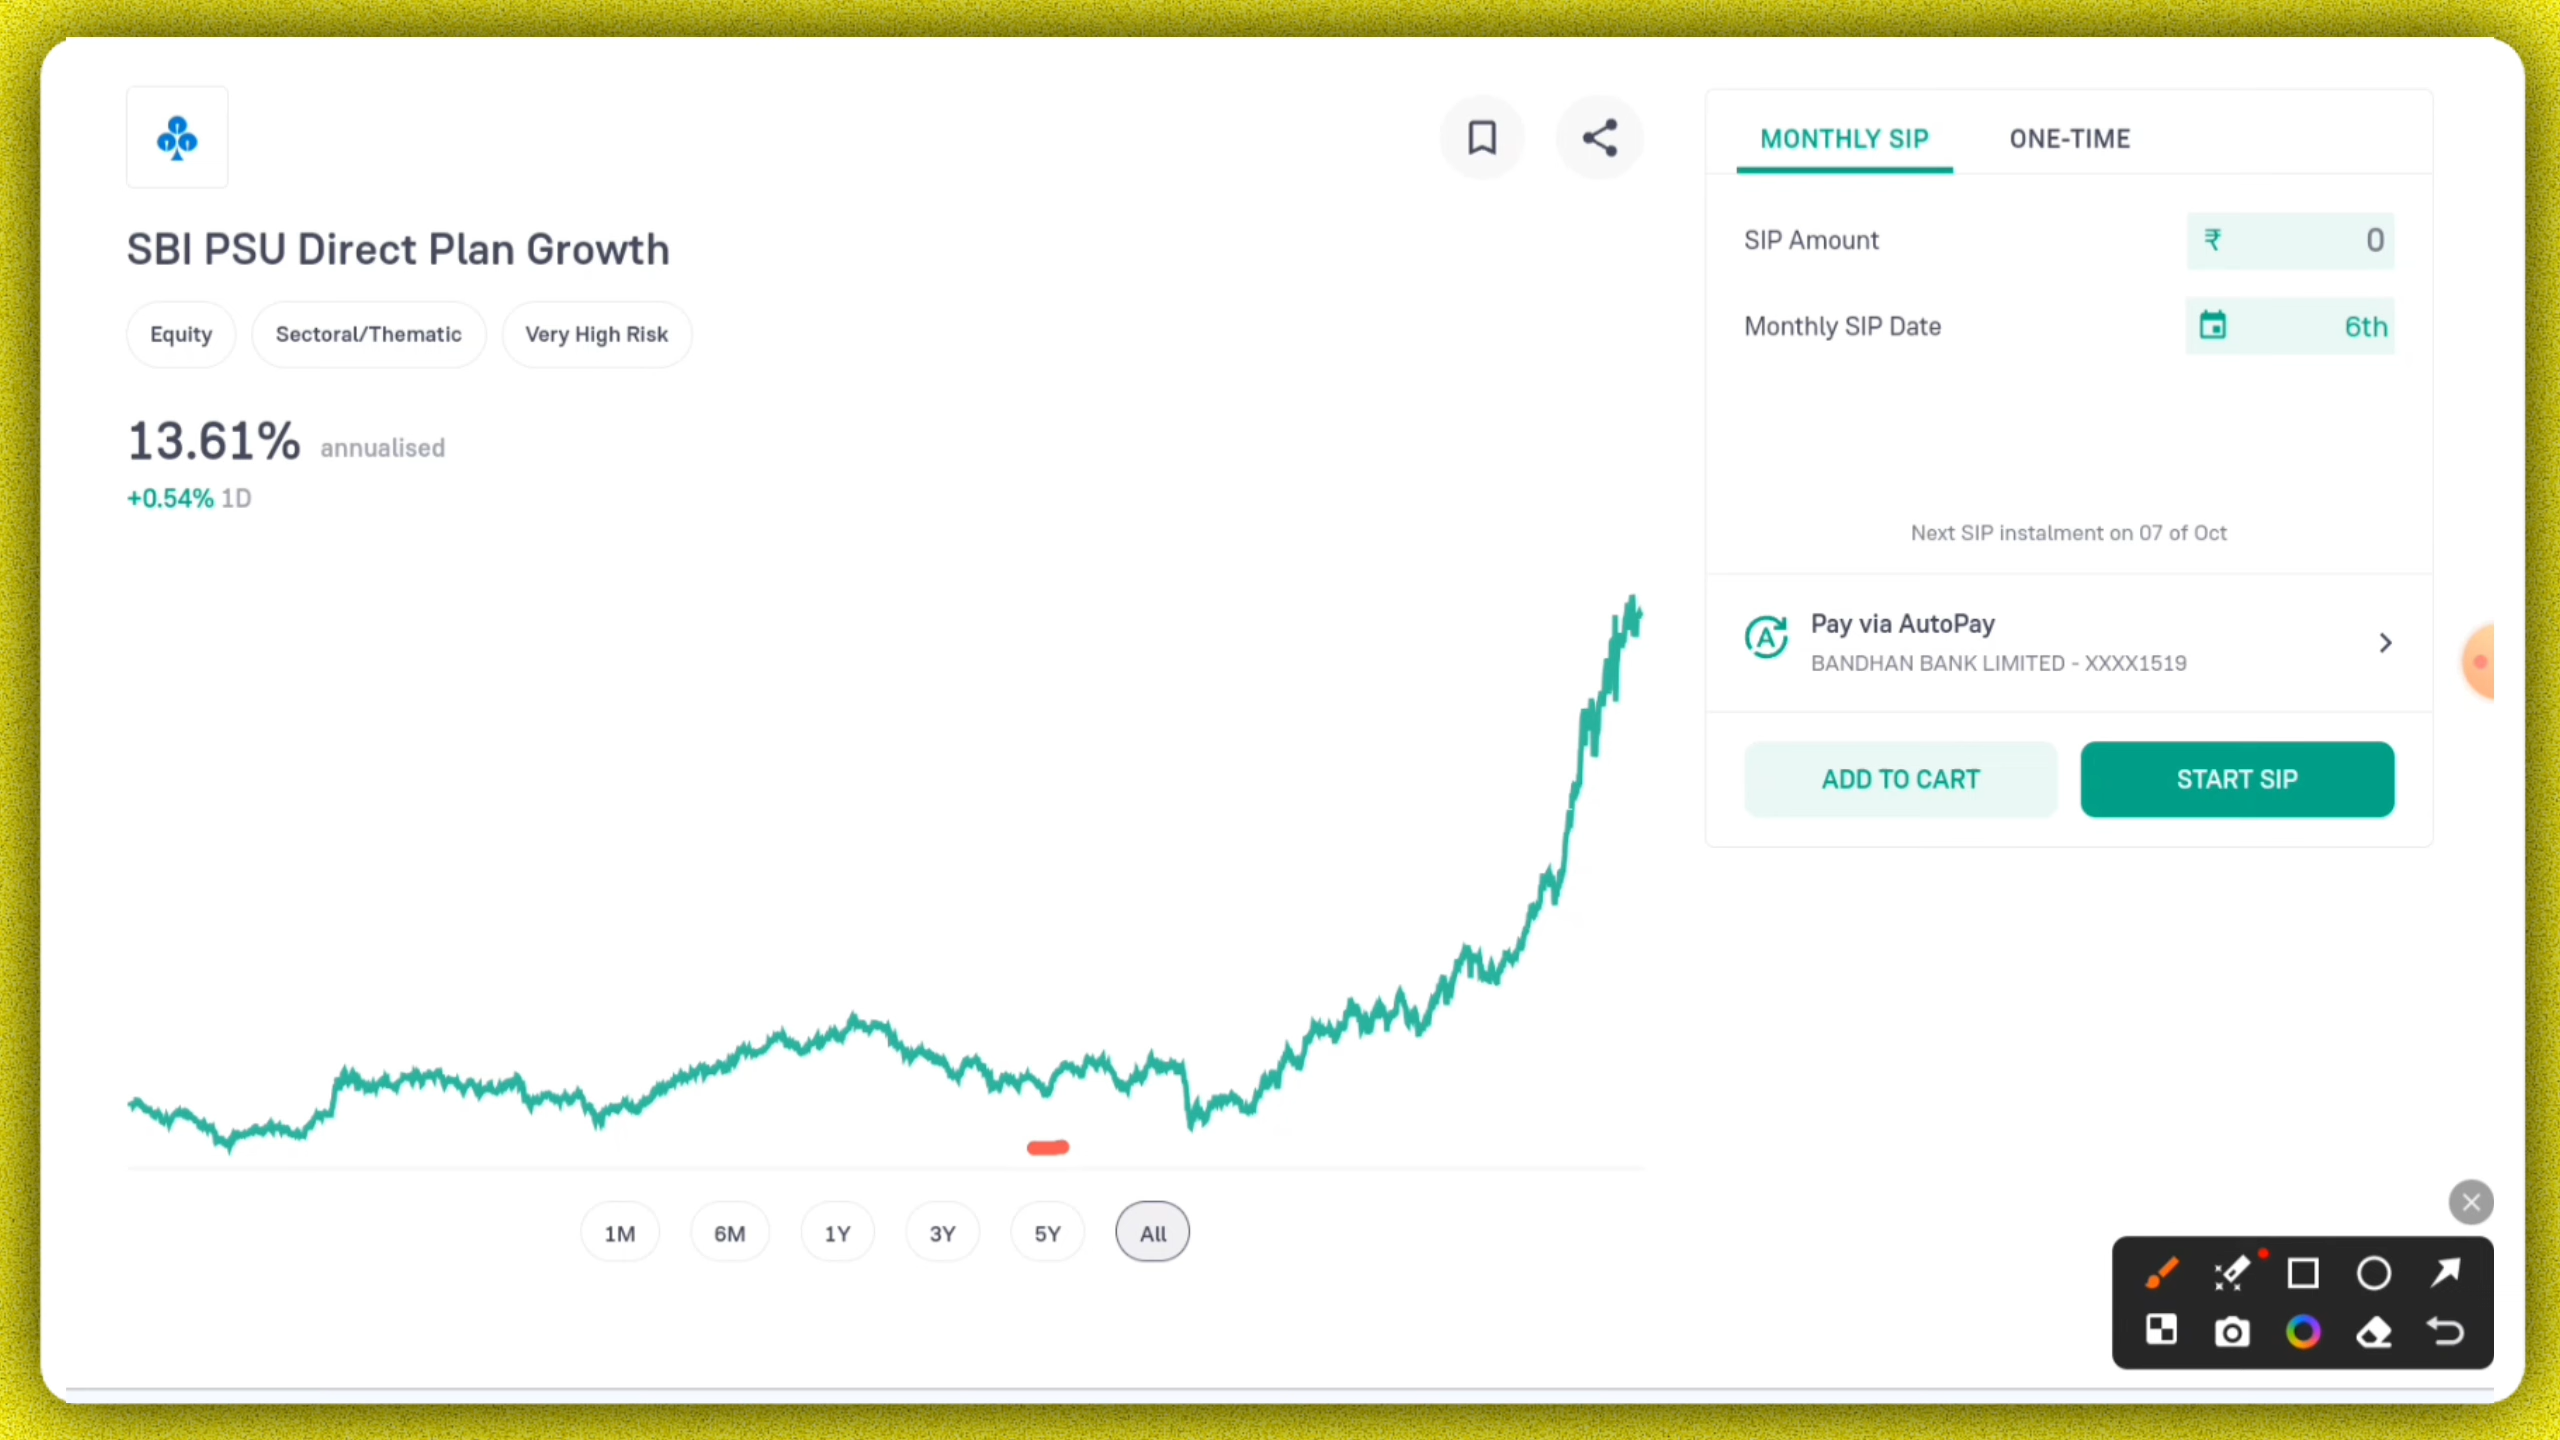 SBI PSU Direct Plan Growth
Equity
Sectoral/Thematic
Very High Risk
13.61% annualised
+0.54% 1D
1M
6M
1Y
3Y
5Y
All
MONTHLY SIP
ONE-TIME
SIP Amount
₹ 0
Monthly SIP Date
6th
Next SIP instalment on 07 of Oct
Pay via AutoPay
BANDHAN BANK LIMITED - XXXX1519
ADD TO CART
START SIP